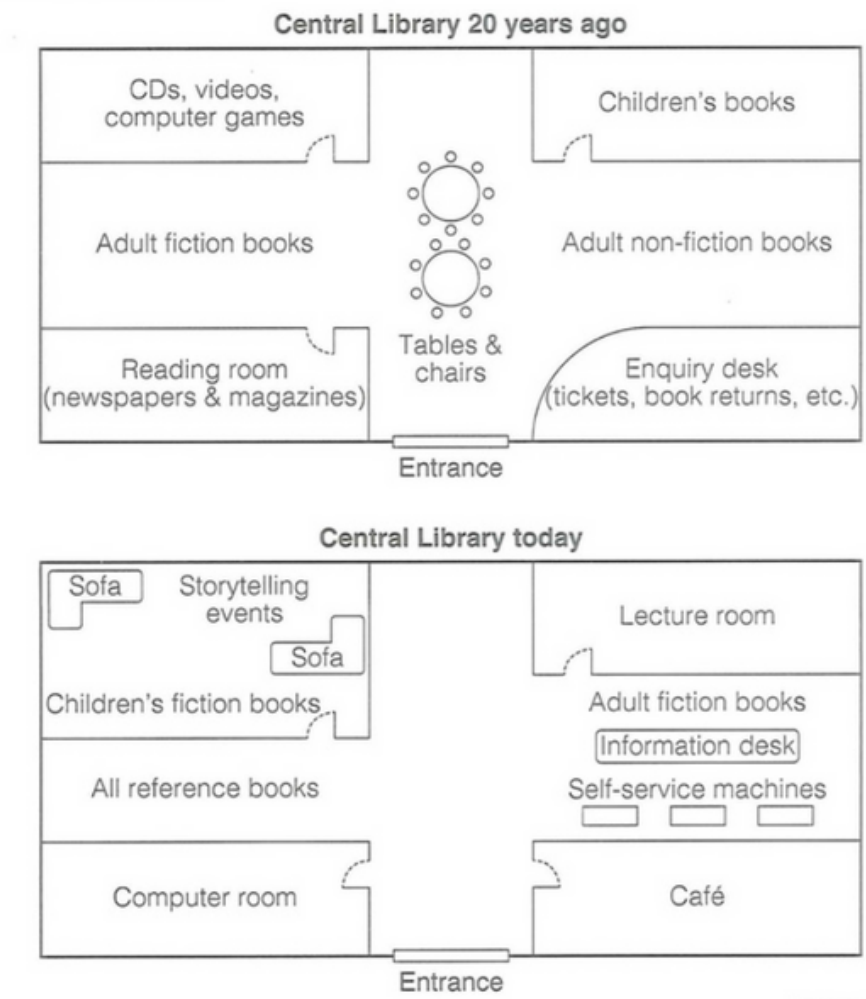 Central Library 20 years ago
CDs, videos,
computer games
Children's books
Adult fiction books
Adult non-fiction books
Tables &
chairs
Reading room
(newspapers & magazines)
Enquiry desk
(tickets, book returns, etc.)
Entrance
Central Library today
Sofa
Storytelling
events
Sofa
Children's fiction books
Lecture room
Adult fiction books
Information desk
Self-service machines
All reference books
Computer room
Café
Entrance